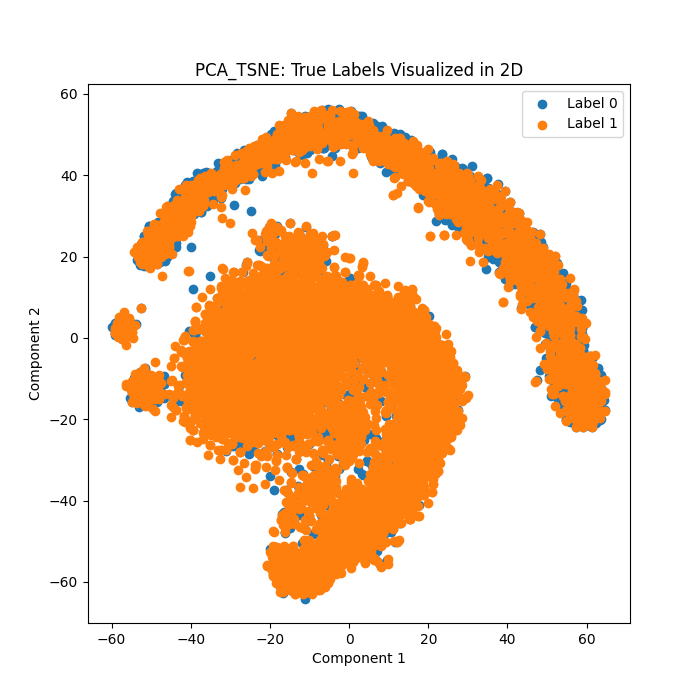 PCA_TSNE: True Labels Visualized in 2D
Label 0
Label 1
Component 2
60
40
20
0
−20
−40
−60
−60
−40
−20
0
20
40
60
Component 1